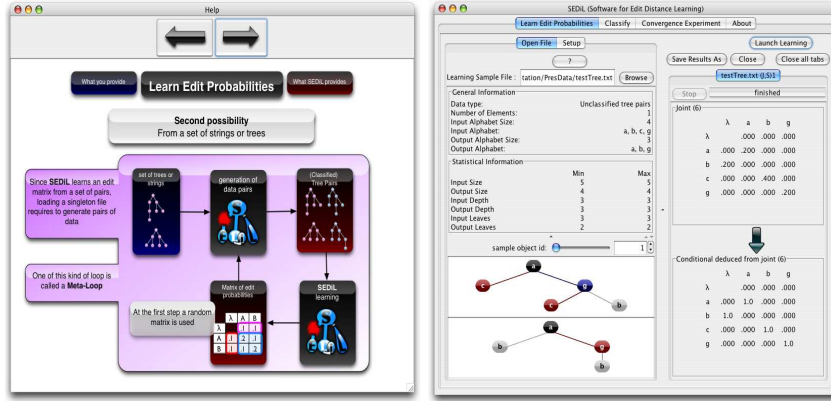 Help
What you provide
Learn Edit Probabilities
What SEDiL provides
Second possibility
From a set of strings or trees
Since SEDiL learns an edit
matrix from a set of pairs,
loading a singleton file
requires to generate pairs of
data
One of this kind of loop is
called a Meta-Loop
set of trees or
strings
generation of
data pairs
(Classified)
Tree Pairs
At the first step a random
matrix is used
Matrix of edit
probabilities
λ A B
λ .1 .1
A .1 .2 .1
B .1 .1 .2
SEDiL
learning
SEDiL (Software for Edit Distance Learning)
Learn Edit Probabilities Classify Convergence Experiment About
Open File Setup
?
Learning Sample File : tation/PresData/testTree.txt Browse
General Information
Data type: Unclassified tree pairs
Number of Elements: 1
Input Alphabet Size: 4
Input Alphabet: a, b, c, g
Output Alphabet Size: 3
Output Alphabet: a, b, g
Statistical Information
Min Max
Input Size 5 5
Output Size 4 4
Input Depth 3 3
Output Depth 3 3
Input Leaves 3 3
Output Leaves 2 2
sample object id: 1
a
c g
c b
a
b g
b
Launch Learning
Save Results As Close Close all tabs
testTree.txt (J,S)1
Stop finished
Joint (6)
λ a b g
λ .000 .000 .000
a .000 .200 .000 .000
b .200 .000 .000 .000
c .000 .000 .400 .000
g .000 .000 .000 .200
Conditional deduced from joint (6)
λ a b g
λ .000 .000 .000
a .000 1.0 .000 .000
b 1.0 .000 .000 .000
c .000 .000 1.0 .000
g .000 .000 .000 1.0